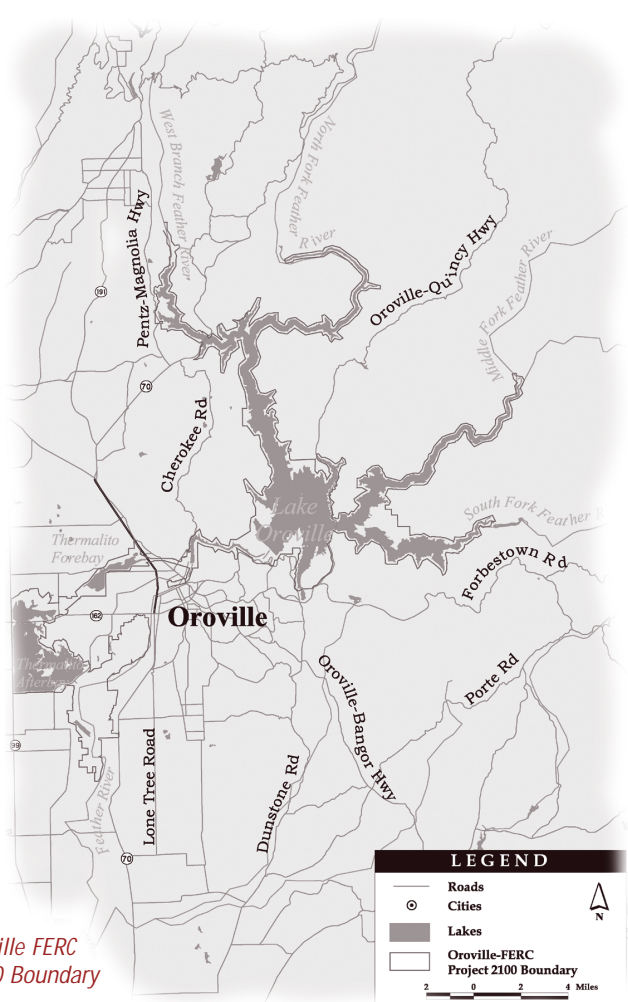 West Branch Feather River
North Fork Feather
River
Pentz-Magnolia Hwy
Oroville-Quincy Hwy
Middle Fork Feather River
191
70
Cherokee Rd
Lake
Oroville
South Fork Feather R
Thermalito
Forebay
Forbestown Rd
162
Oroville
Thermalito
Afterbay
Oroville-Bangor Hwy
Porte Rd
99
Feather River
Lone Tree Road
Dunstone Rd
70
LEGEND
Roads
Cities
Lakes
Oroville-FERC
Project 2100 Boundary
N
2 0 2 4 Miles
ille FERC
0 Boundary